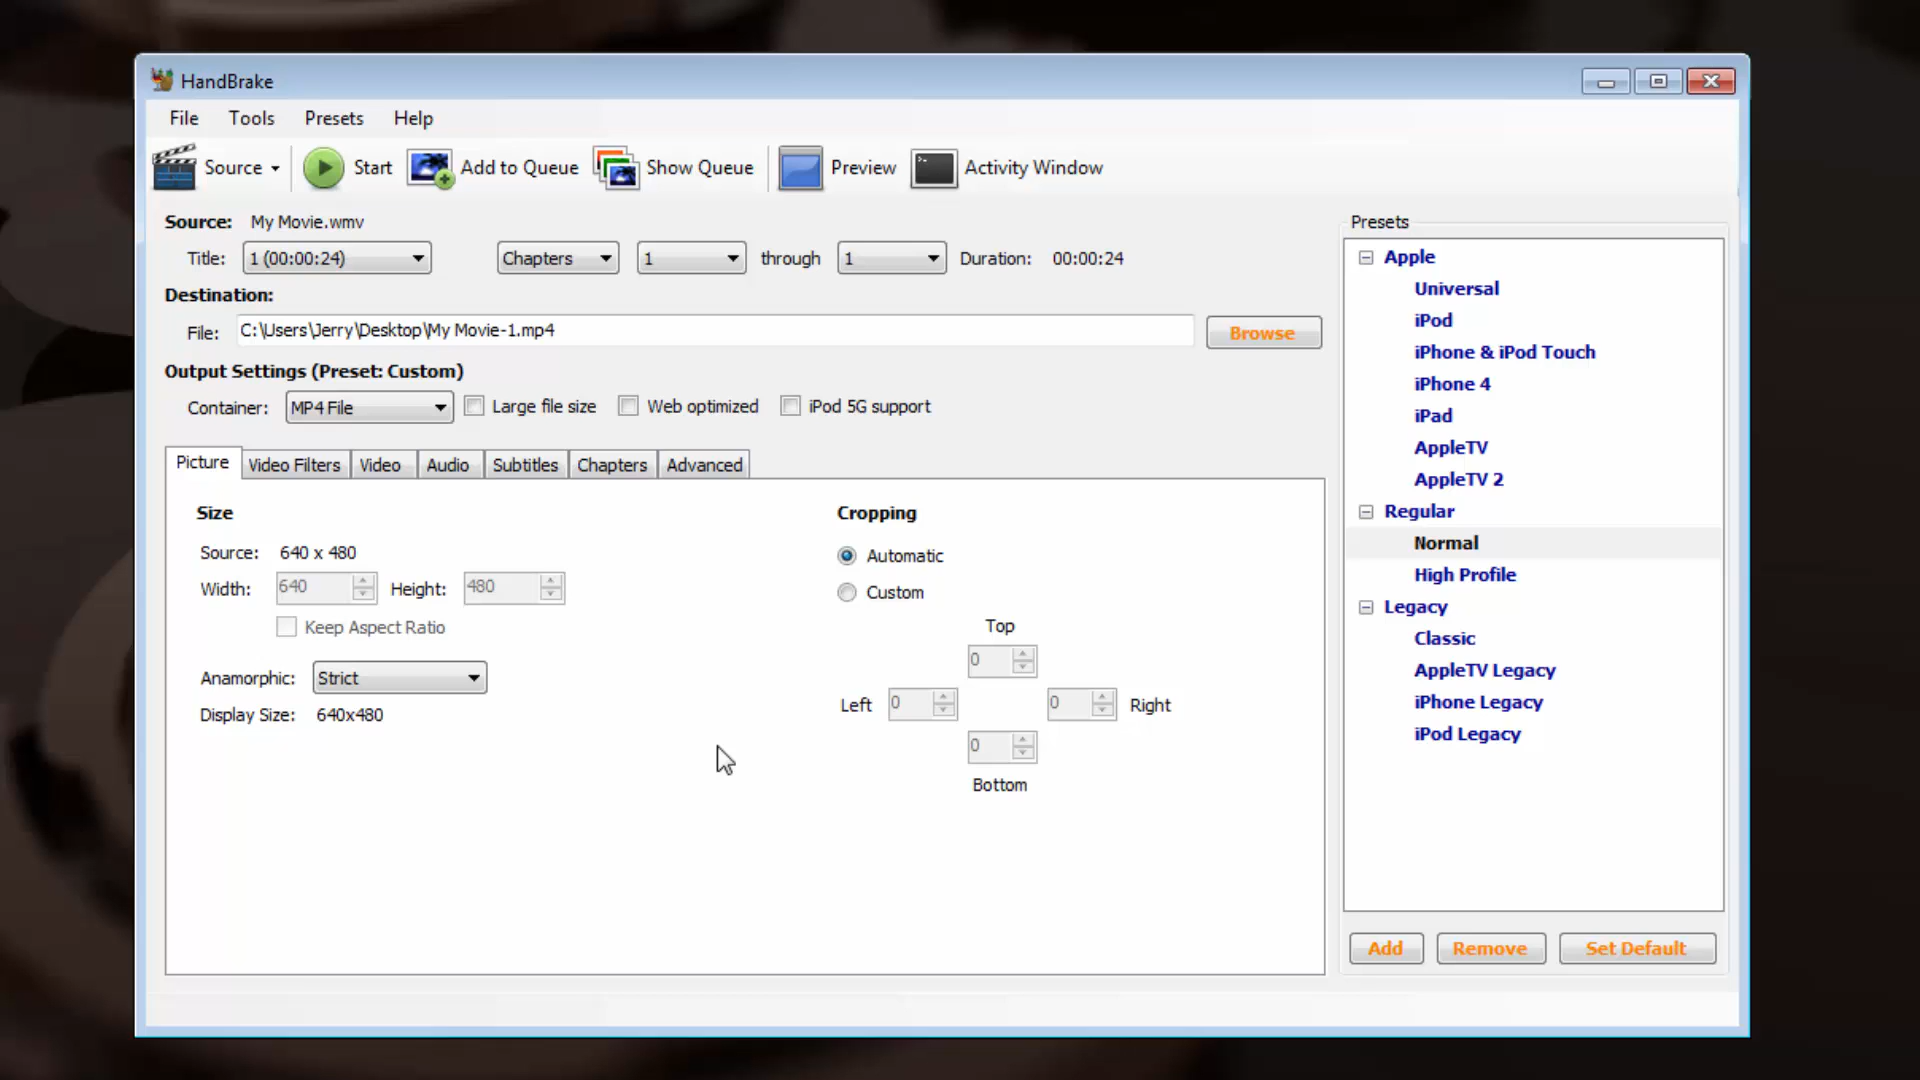 HandBrake
File Tools Presets Help
Source Start Add to Queue Show Queue Preview Activity Window
Source: My Movie.wmv
Title: 1 (00:00:24) Chapters 1 through 1 Duration: 00:00:24
Destination:
File: C:\Users\Jerry\Desktop\My Movie-1.mp4 Browse
Output Settings (Preset: Custom)
Container: MP4 File Large file size Web optimized iPod 5G support
Picture Video Filters Video Audio Subtitles Chapters Advanced
Size
Source: 640 x 480
Width: 640 Height: 480
Keep Aspect Ratio
Anamorphic: Strict
Display Size: 640x480
Cropping
Automatic
Custom
Top
0
Left 0 0 Right
0
Bottom
Presets
Apple
Universal
iPod
iPhone & iPod Touch
iPhone 4
iPad
AppleTV
AppleTV 2
Regular
Normal
High Profile
Legacy
Classic
AppleTV Legacy
iPhone Legacy
iPod Legacy
Add Remove Set Default